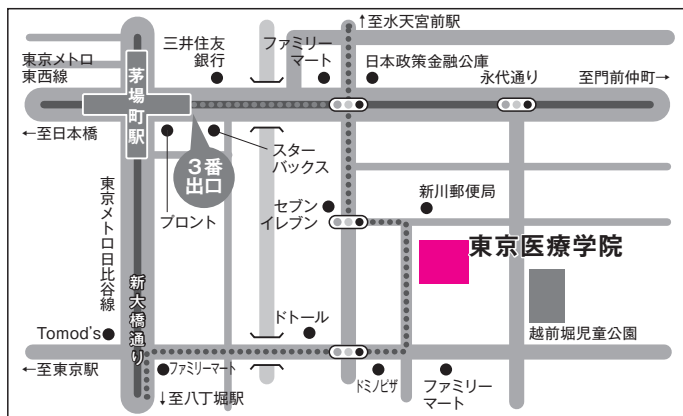 ↑至水天宮前駅
三井住友
銀行
ファミリー
マート
日本政策金融公庫
東京メトロ
東西線
永代通り
至門前仲町→
茅場町駅
←至日本橋
スター
バックス
3番
出口
プロント
セブン
イレブン
新川郵便局
東京医療学院
東京メトロ日比谷線
新大橋通り
越前堀児童公園
Tomod's
ドトール
←至東京駅
ファミリーマート
ドミノピザ
ファミリー
マート
↓至八丁堀駅